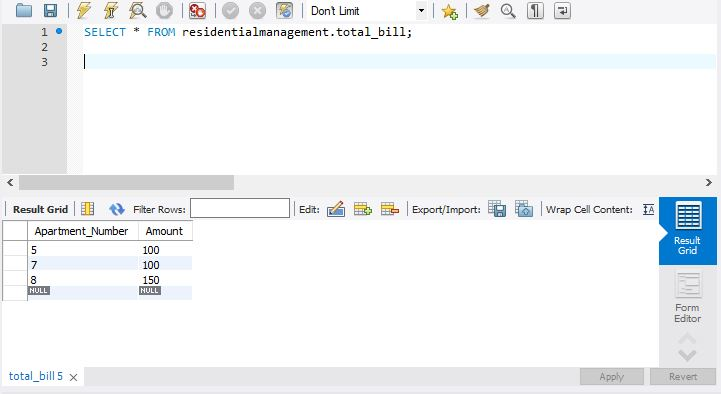 Don't Limit
1 SELECT * FROM residentialmanagement.total_bill;
2
3
Result Grid Filter Rows: Edit: Export/Import: Wrap Cell Content:
Apartment_Number Amount
5 100
7 100
8 150
NULL NULL
Result
Grid
Form
Editor
total_bill 5 Apply Revert